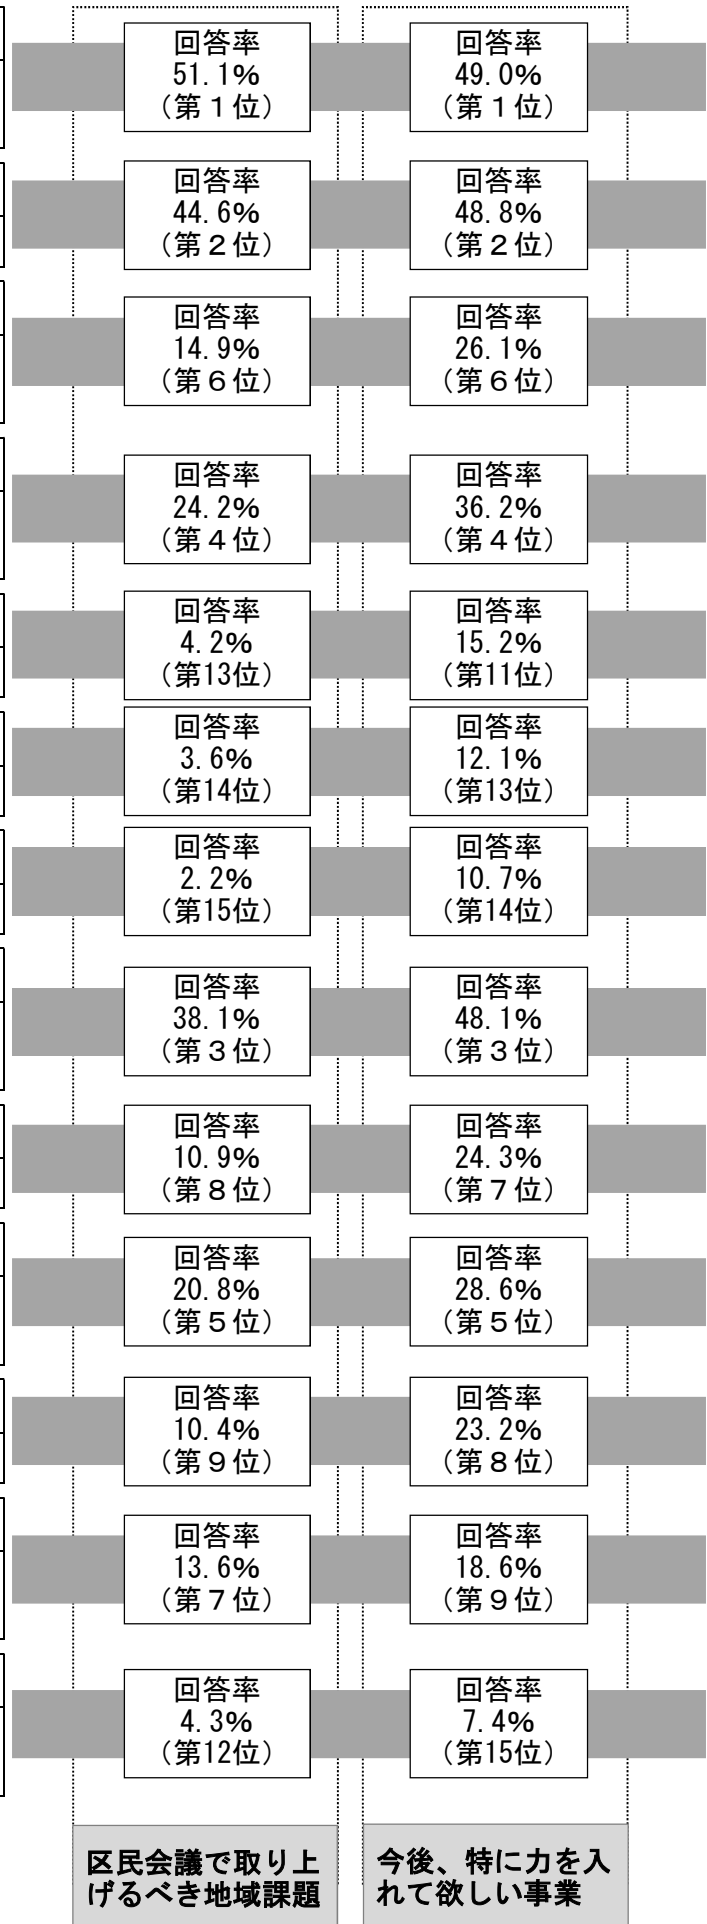 回答率
51.1%
（第１位）
回答率
49.0%
（第１位）
回答率
44.6%
（第２位）
回答率
48.8%
（第２位）
回答率
14.9%
（第６位）
回答率
26.1%
（第６位）
回答率
24.2%
（第４位）
回答率
36.2%
（第４位）
回答率
4.2%
（第13位）
回答率
15.2%
（第11位）
回答率
3.6%
（第14位）
回答率
12.1%
（第13位）
回答率
2.2%
（第15位）
回答率
10.7%
（第14位）
回答率
38.1%
（第３位）
回答率
48.1%
（第３位）
回答率
10.9%
（第８位）
回答率
24.3%
（第７位）
回答率
20.8%
（第５位）
回答率
28.6%
（第５位）
回答率
10.4%
（第９位）
回答率
23.2%
（第８位）
回答率
13.6%
（第７位）
回答率
18.6%
（第９位）
回答率
4.3%
（第12位）
回答率
7.4%
（第15位）
区民会議で取り上
げるべき地域課題
今後、特に力を入
れて欲しい事業